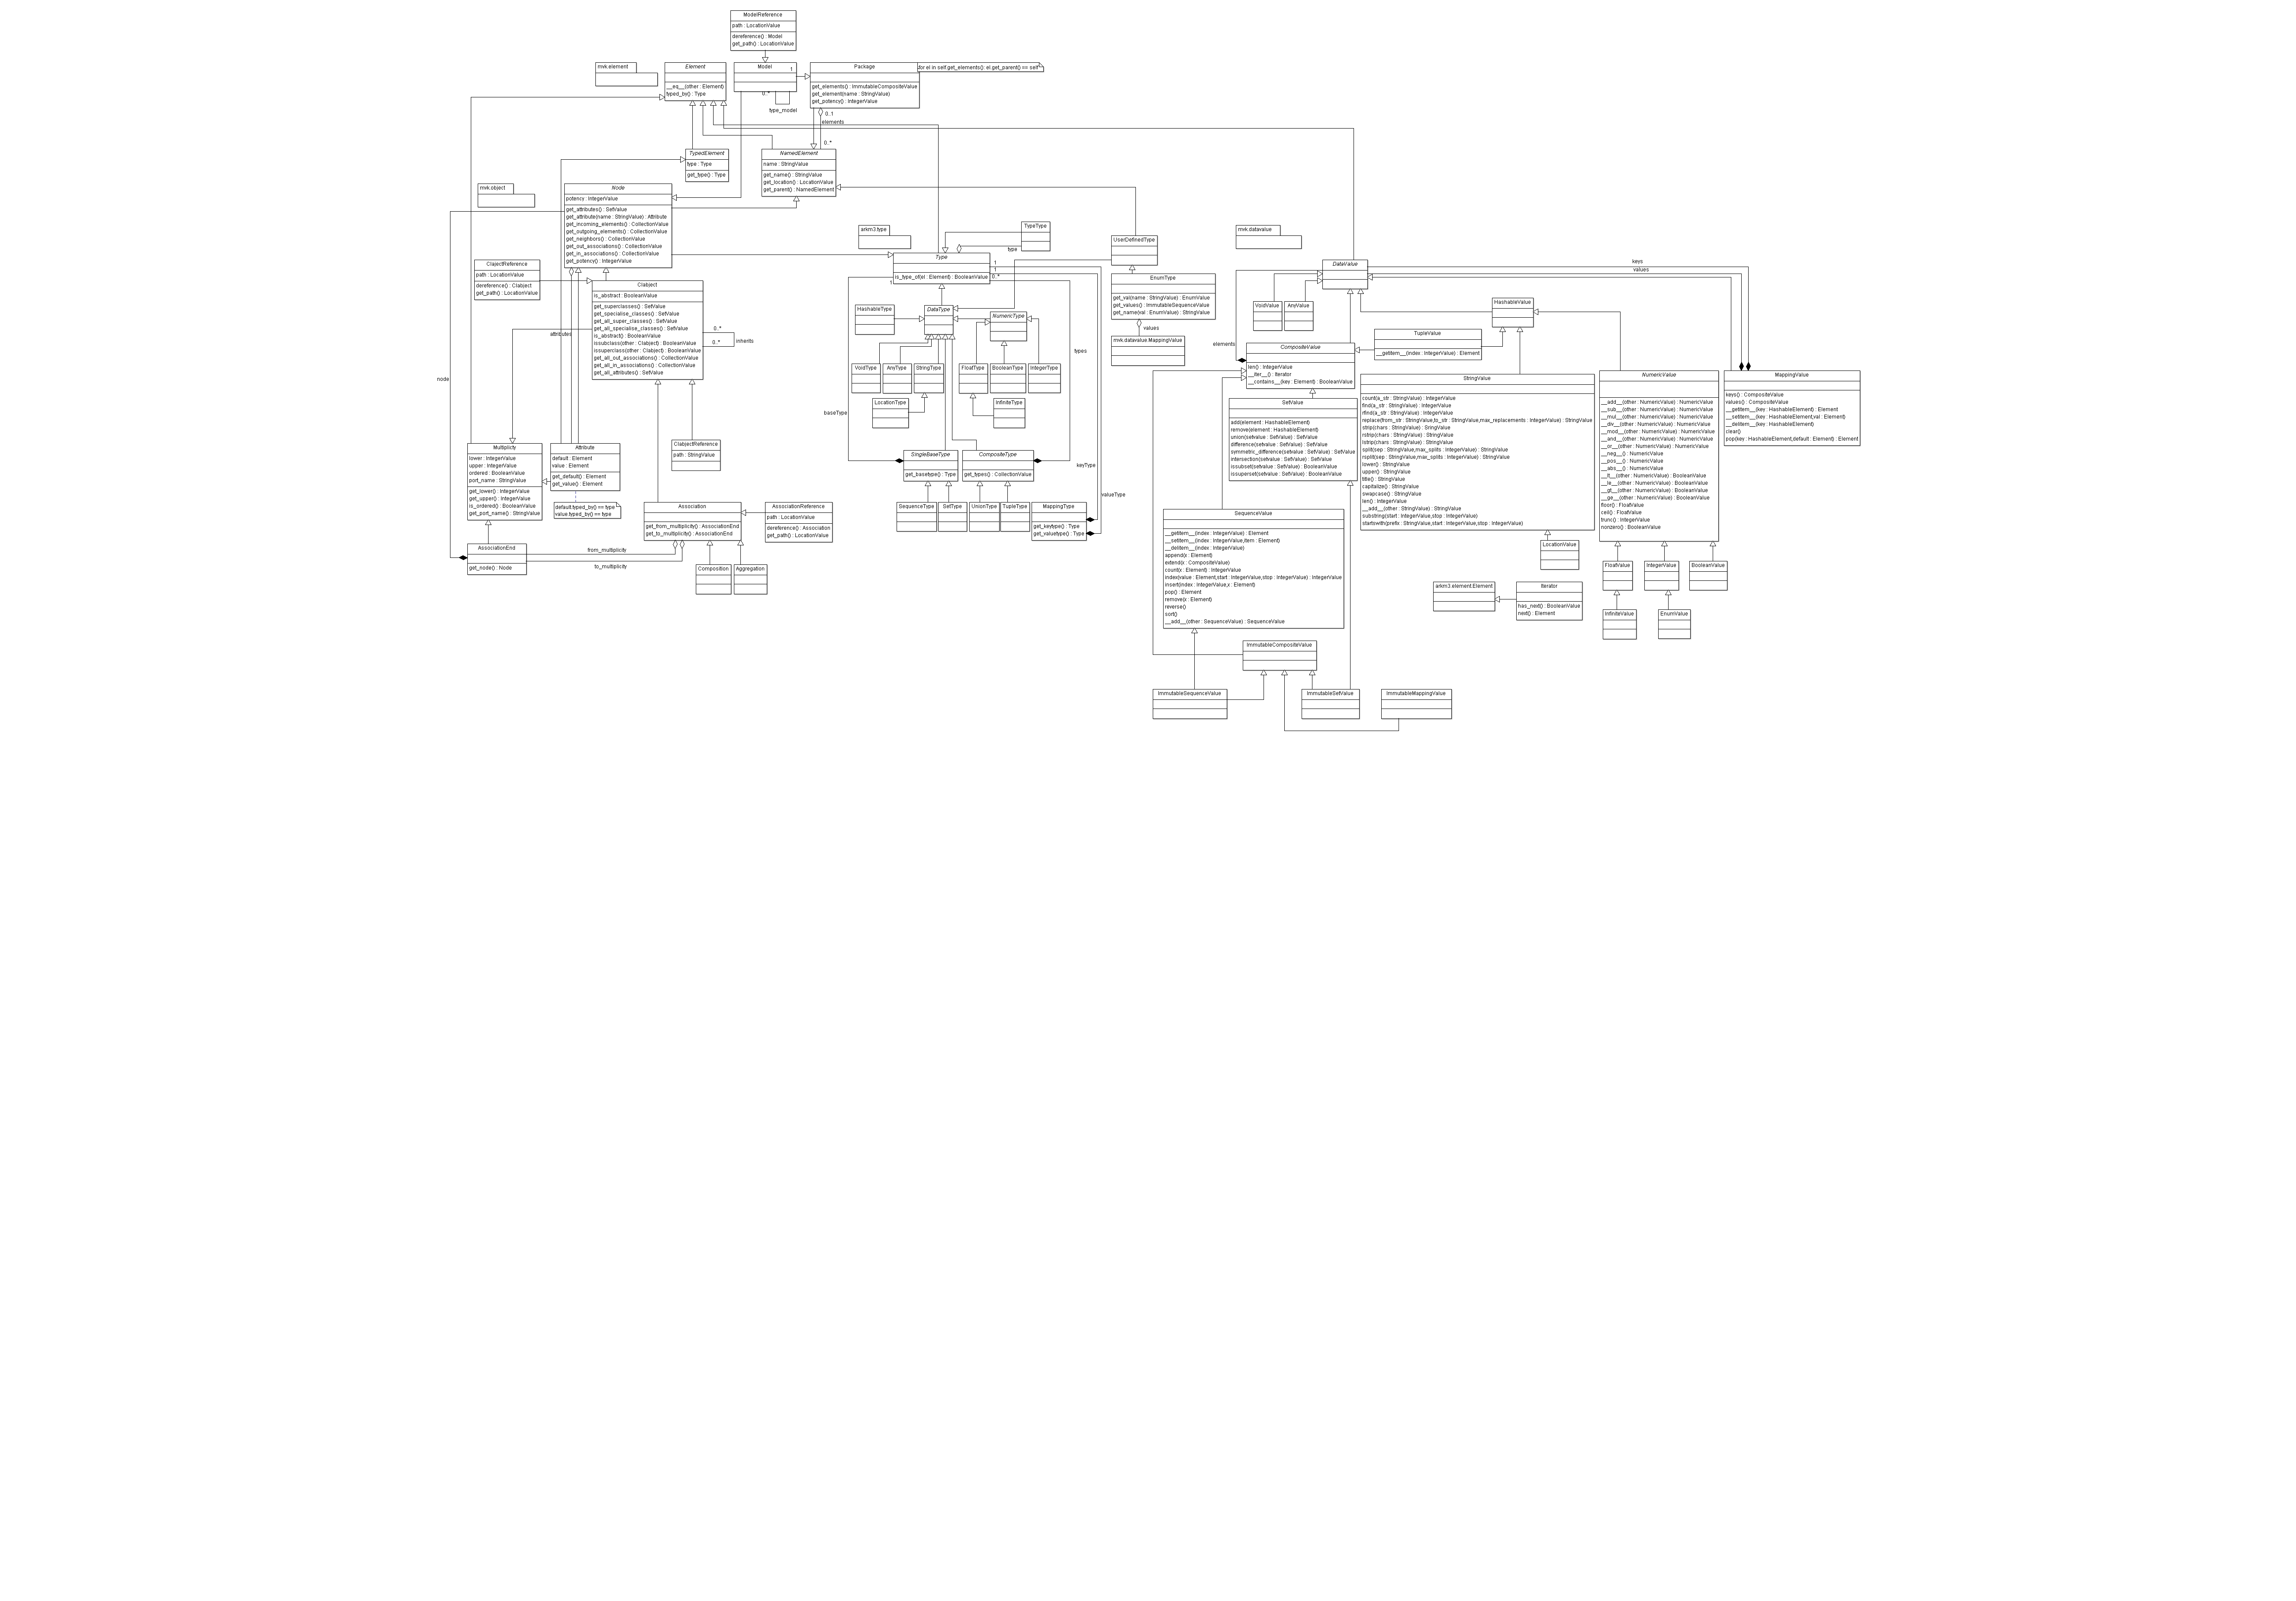 ModelReference
path : LocationValue
dereference() : Model
get_path() : LocationValue
mvk.element
Element
__eq__(other : Element)
typed_by() : Type
Model
1
0..*
type_model
Package
get_elements() : ImmutableCompositeValue
get_element(name : StringValue)
get_potency() : IntegerValue
for el in self.get_elements(): el.get_parent() == self
0..1
elements
0..*
TypedElement
type : Type
get_type() : Type
NamedElement
name : StringValue
get_name() : StringValue
get_location() : LocationValue
get_parent() : NamedElement
mvk.object
Node
potency : IntegerValue
get_attributes() : SetValue
get_attribute(name : StringValue) : Attribute
get_incoming_elements() : CollectionValue
get_outgoing_elements() : CollectionValue
get_neighbors() : CollectionValue
get_out_associations() : CollectionValue
get_in_associations() : CollectionValue
get_potency() : IntegerValue
ClajectReference
path : LocationValue
dereference() : Clabject
get_path() : LocationValue
Clabject
is_abstract : BooleanValue
get_superclasses() : SetValue
get_specialise_classes() : SetValue
get_all_super_classes() : SetValue
get_all_specialise_classes() : SetValue
is_abstract() : BooleanValue
issubclass(other : Clabject) : BooleanValue
issuperclass(other : Clabject) : BooleanValue
get_all_out_associations() : CollectionValue
get_all_in_associations() : CollectionValue
get_all_attributes() : SetValue
0..*
0..*
inherits
attributes
node
Multiplicty
lower : IntegerValue
upper : IntegerValue
ordered : BooleanValue
port_name : StringValue
get_lower() : IntegerValue
get_upper() : IntegerValue
is_ordered() : BooleanValue
get_port_name() : StringValue
Attribute
default : Element
value : Element
get_default() : Element
get_value() : Element
default.typed_by() == type
value.typed_by() == type
ClabjectReference
path : StringValue
AssociationEnd
get_node() : Node
from_multiplicity
to_multiplicity
Association
get_from_multiplicity() : AssociationEnd
get_to_multiplicity() : AssociationEnd
AssociationReference
path : LocationValue
dereference() : Association
get_path() : LocationValue
Composition
Aggregation
arkm3.type
TypeType
type
Type
is_type_of(el : Element) : BooleanValue
1
1
0..*
1
HashableType
DataType
NumericType
VoidType
AnyType
StringType
FloatType
BooleanType
IntegerType
LocationType
InfiniteType
baseType
types
keyType
valueType
SingleBaseType
get_basetype() : Type
CompositeType
get_types() : CollectionValue
SequenceType
SetType
UnionType
TupleType
MappingType
get_keytype() : Type
get_valuetype() : Type
UserDefinedType
EnumType
get_val(name : StringValue) : EnumValue
get_values() : ImmutableSequenceValue
get_name(val : EnumValue) : StringValue
values
mvk.datavalue.MappingValue
mvk.datavalue
DataValue
keys
values
VoidValue
AnyValue
HashableValue
TupleValue
__getitem__(index : IntegerValue) : Element
elements
CompositeValue
len() : IntegerValue
__iter__() : Iterator
__contains__(key : Element) : BooleanValue
SetValue
add(element : HashableElement)
remove(element : HashableElement)
union(setvalue : SetValue) : SetValue
difference(setvalue : SetValue) : SetValue
symmetric_difference(setvalue : SetValue) : SetValue
intersection(setvalue : SetValue) : SetValue
issubset(setvalue : SetValue) : BooleanValue
issuperset(setvalue : SetValue) : BooleanValue
StringValue
count(a_str : StringValue) : IntegerValue
find(a_str : StringValue) : IntegerValue
rfind(a_str : StringValue) : IntegerValue
replace(from_str : StringValue,to_str : StringValue,max_replacements : IntegerValue) : StringValue
strip(chars : StringValue) : SringValue
rstrip(chars : StringValue) : StringValue
lstrip(chars : StringValue) : StringValue
split(sep : StringValue,max_splits : IntegerValue) : StringValue
rsplit(sep : StringValue,max_splits : IntegerValue) : StringValue
lower() : StringValue
upper() : StringValue
title() : StringValue
capitalize() : StringValue
swapcase() : StringValue
len() : IntegerValue
__add__(other : StringValue) : StringValue
substring(start : IntegerValue,stop : IntegerValue)
startswith(prefix : StringValue,start : IntegerValue,stop : IntegerValue)
NumericValue
__add__(other : NumericValue) : NumericValue
__sub__(other : NumericValue) : NumericValue
__mul__(other : NumericValue) : NumericValue
__div__(other : NumericValue) : NumericValue
__mod__(other : NumericValue) : NumericValue
__and__(other : NumericValue) : NumericValue
__or__(other : NumericValue) : NumericValue
__neg__() : NumericValue
__pos__() : NumericValue
__abs__() : NumericValue
__lt__(other : NumericValue) : BooleanValue
__le__(other : NumericValue) : BooleanValue
__gt__(other : NumericValue) : BooleanValue
__ge__(other : NumericValue) : BooleanValue
floor() : FloatValue
ceil() : FloatValue
trunc() : IntegerValue
nonzero() : BooleanValue
MappingValue
keys() : CompositeValue
values() : CompositeValue
__getitem__(key : HashableElement) : Element
__setitem__(key : HashableElement,val : Element)
__delitem__(key : HashableElement)
clear()
pop(key : HashableElement,default : Element) : Element
SequenceValue
__getitem__(index : IntegerValue) : Element
__setitem__(index : IntegerValue,item : Element)
__delitem__(index : IntegerValue)
append(x : Element)
extend(x : CompositeValue)
count(x : Element) : IntegerValue
index(value : Element,start : IntegerValue,stop : IntegerValue) : IntegerValue
insert(index : IntegerValue,x : Element)
pop() : Element
remove(x : Element)
reverse()
sort()
__add__(other : SequenceValue) : SequenceValue
LocationValue
FloatValue
IntegerValue
BooleanValue
arkm3.element.Element
Iterator
has_next() : BooleanValue
next() : Element
InfiniteValue
EnumValue
ImmutableCompositeValue
ImmutableSequenceValue
ImmutableSetValue
ImmutableMappingValue